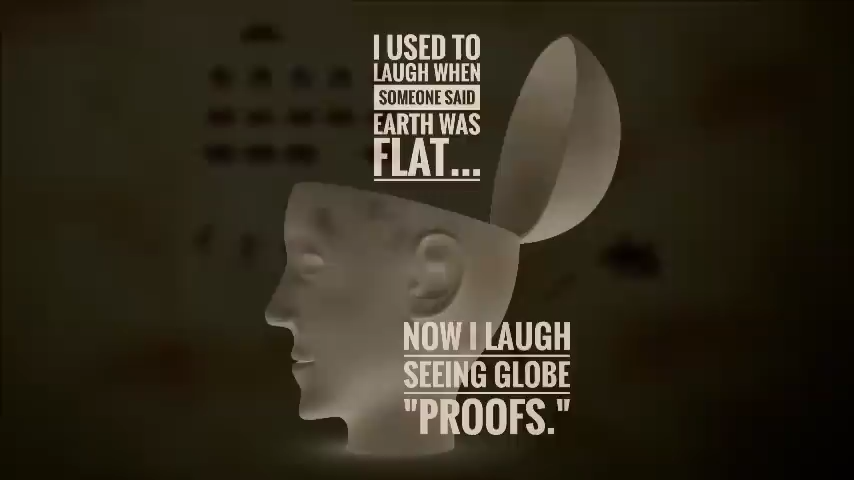 I USED TO
LAUGH WHEN
SOMEONE SAID
EARTH WAS
FLAT...
NOW I LAUGH
SEEING GLOBE
"PROOFS."